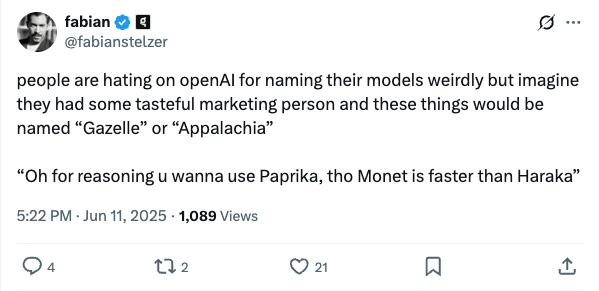 fabian
@fabianstelzer
people are hating on openAI for naming their models weirdly but imagine
they had some tasteful marketing person and these things would be
named “Gazelle” or “Appalachia”
“Oh for reasoning u wanna use Paprika, tho Monet is faster than Haraka”
5:22 PM · Jun 11, 2025 · 1,089 Views
4 2 21